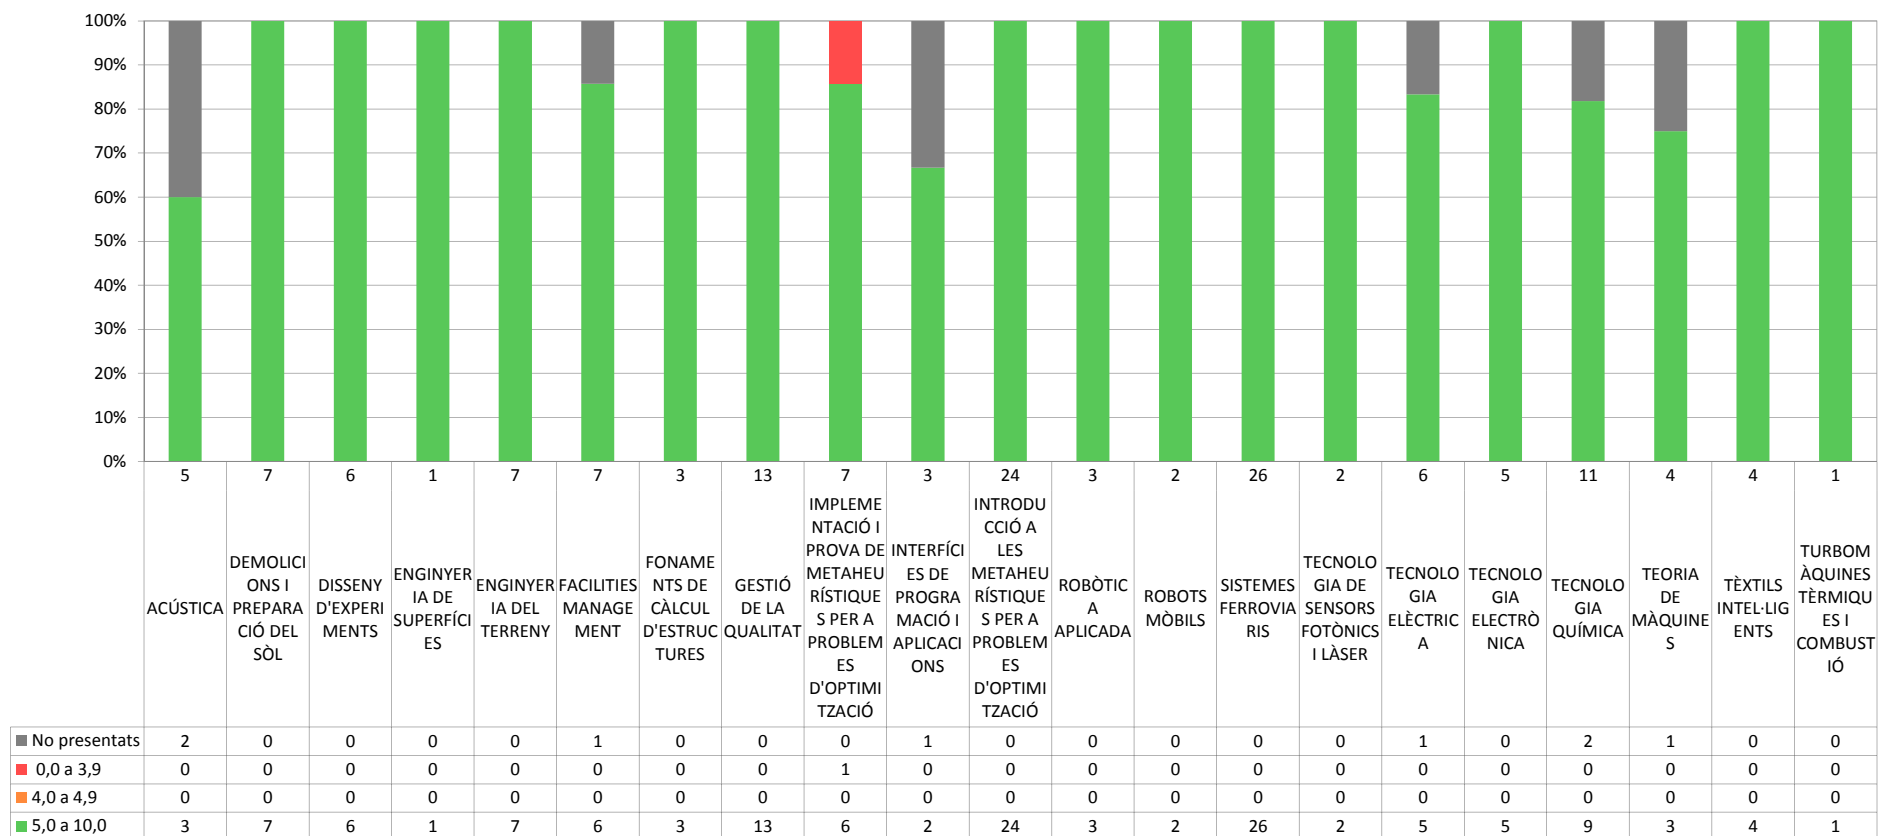 100%
90%
80%
70%
60%
50%
40%
30%
20%
10%
0%
5 7 6 1 7 7 3 13 7 3 24 3 2 26 2 6 5 11 4 4 1
ACÚSTICA
DEMOLICI
ONS I
PREPARA
CIÓ DEL
SÒL
DISSENY
D'EXPERI
MENTS
ENGINYER
IA DE
SUPERFÍCI
ES
ENGINYER
IA DEL
TERRENY
FACILITIES
MANAGE
MENT
FONAME
NTS DE
CÀLCUL
D'ESTRUC
TURES
GESTIÓ
DE LA
QUALITAT
IMPLEME
NTACIÓ I
PROVA DE
METAHEU
RÍSTIQUE
S PER A
PROBLEM
ES
D'OPTIMI
TZACIÓ
INTERFÍCI
ES DE
PROGRA
MACIÓ I
APLICACI
ONS
INTRODU
CCIÓ A
LES
METAHEU
RÍSTIQUE
S PER A
PROBLEM
ES
D'OPTIMI
TZACIÓ
ROBÒTIC
A
APLICADA
ROBOTS
MÒBILS
SISTEMES
FERROVIA
RIS
TECNOLO
GIA DE
SENSORS
FOTÒNICS
I LÀSER
TECNOLO
GIA
ELÈCTRIC
A
TECNOLO
GIA
ELECTRÒ
NICA
TECNOLO
GIA
QUÍMICA
TEORIA
DE
MÀQUINE
S
TÈXTILS
INTEL·LIG
ENTS
TURBOM
ÀQUINES
TÈRMIQU
ES I
COMBUST
IÓ
No presentats 2 0 0 0 0 1 0 0 0 1 0 0 0 0 0 1 0 2 1 0 0
0,0 a 3,9 0 0 0 0 0 0 0 0 1 0 0 0 0 0 0 0 0 0 0 0 0
4,0 a 4,9 0 0 0 0 0 0 0 0 0 0 0 0 0 0 0 0 0 0 0 0 0
5,0 a 10,0 3 7 6 1 7 6 3 13 6 2 24 3 2 26 2 5 5 9 3 4 1